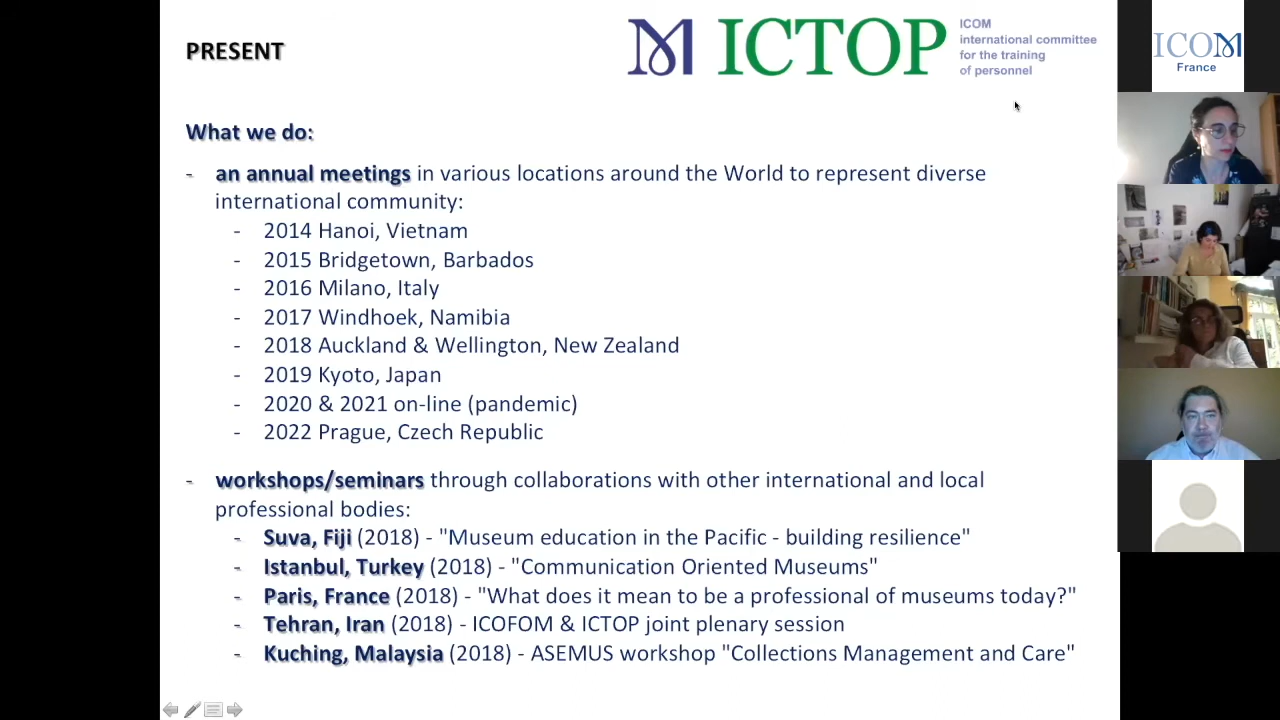 PRESENT
ICTOP
ICOM
international committee
for the training
of personnel
ICOM
France
What we do:
- an annual meetings in various locations around the World to represent diverse
international community:
- 2014 Hanoi, Vietnam
- 2015 Bridgetown, Barbados
- 2016 Milano, Italy
- 2017 Windhoek, Namibia
- 2018 Auckland & Wellington, New Zealand
- 2019 Kyoto, Japan
- 2020 & 2021 on-line (pandemic)
- 2022 Prague, Czech Republic
- workshops/seminars through collaborations with other international and local
professional bodies:
- Suva, Fiji (2018) - "Museum education in the Pacific - building resilience"
- Istanbul, Turkey (2018) - "Communication Oriented Museums"
- Paris, France (2018) - "What does it mean to be a professional of museums today?"
- Tehran, Iran (2018) - ICOFOM & ICTOP joint plenary session
- Kuching, Malaysia (2018) - ASEMUS workshop "Collections Management and Care"